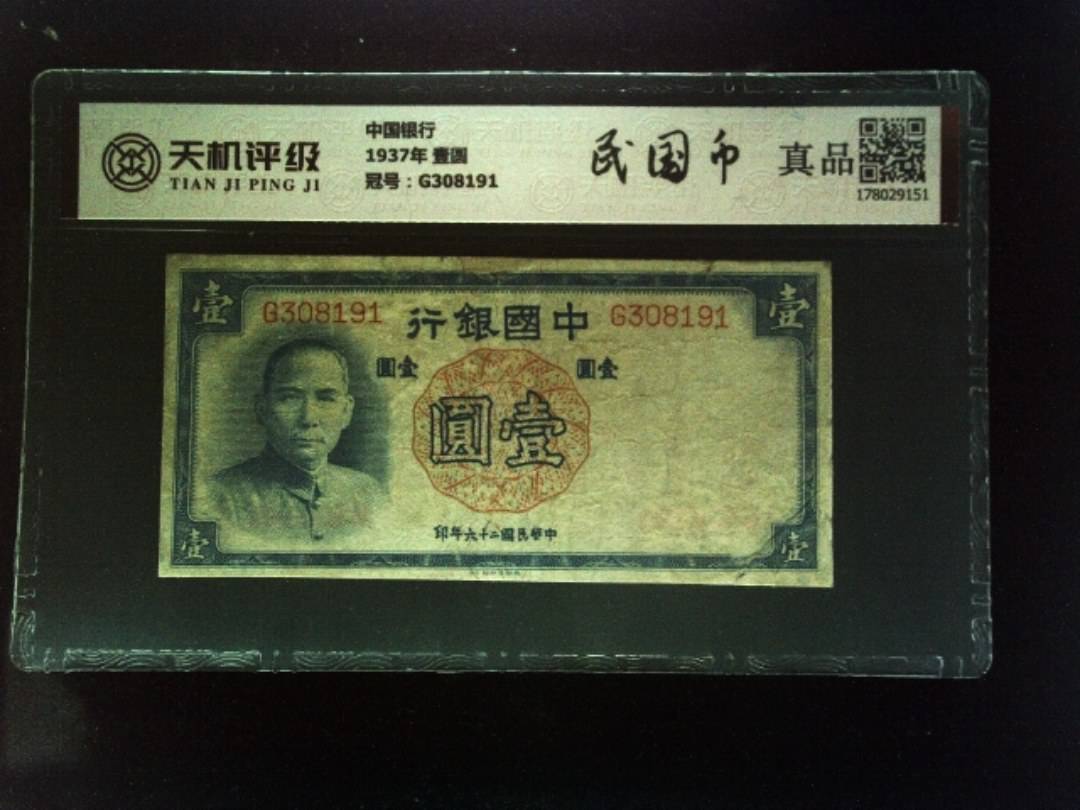 天机评级
TIAN JI PING JI
中国银行
1937年 壹圆
冠号：G308191
民国币
真品
178029151
壹
G308191
行銀國中
G308191
壹
圓壹
圓壹
圓壹
印年六十二國民華中
壹
壹